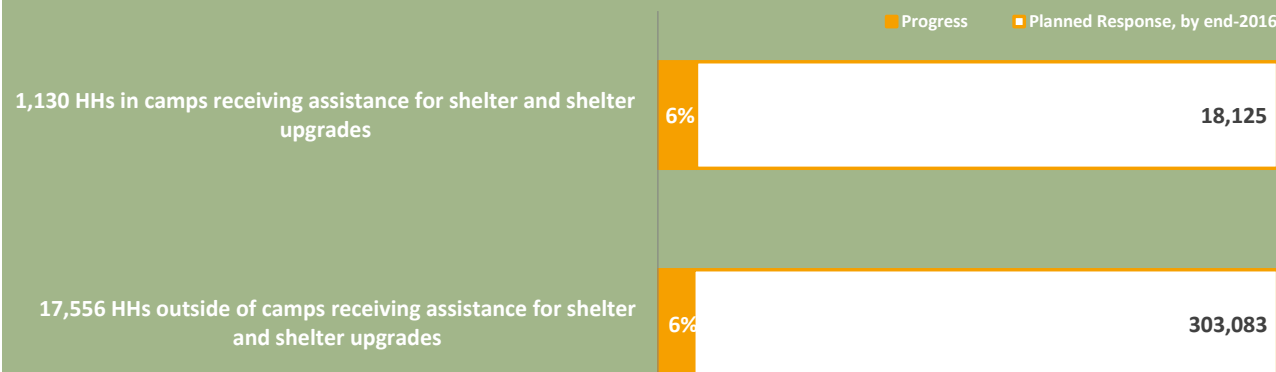 Progress Planned Response, by end-2016
1,130 HHs in camps receiving assistance for shelter and shelter
upgrades
6% 18,125
17,556 HHs outside of camps receiving assistance for shelter
and shelter upgrades
6% 303,083